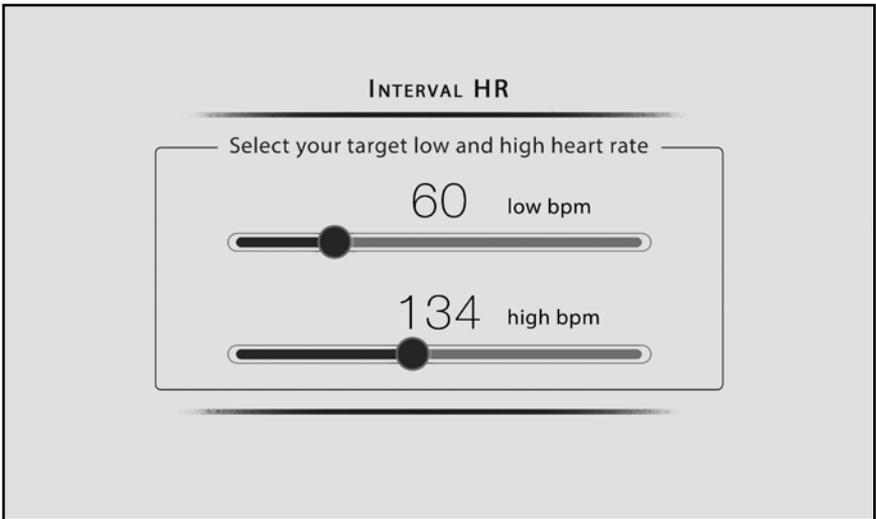 Interval HR
Select your target low and high heart rate
60 low bpm
134 high bpm